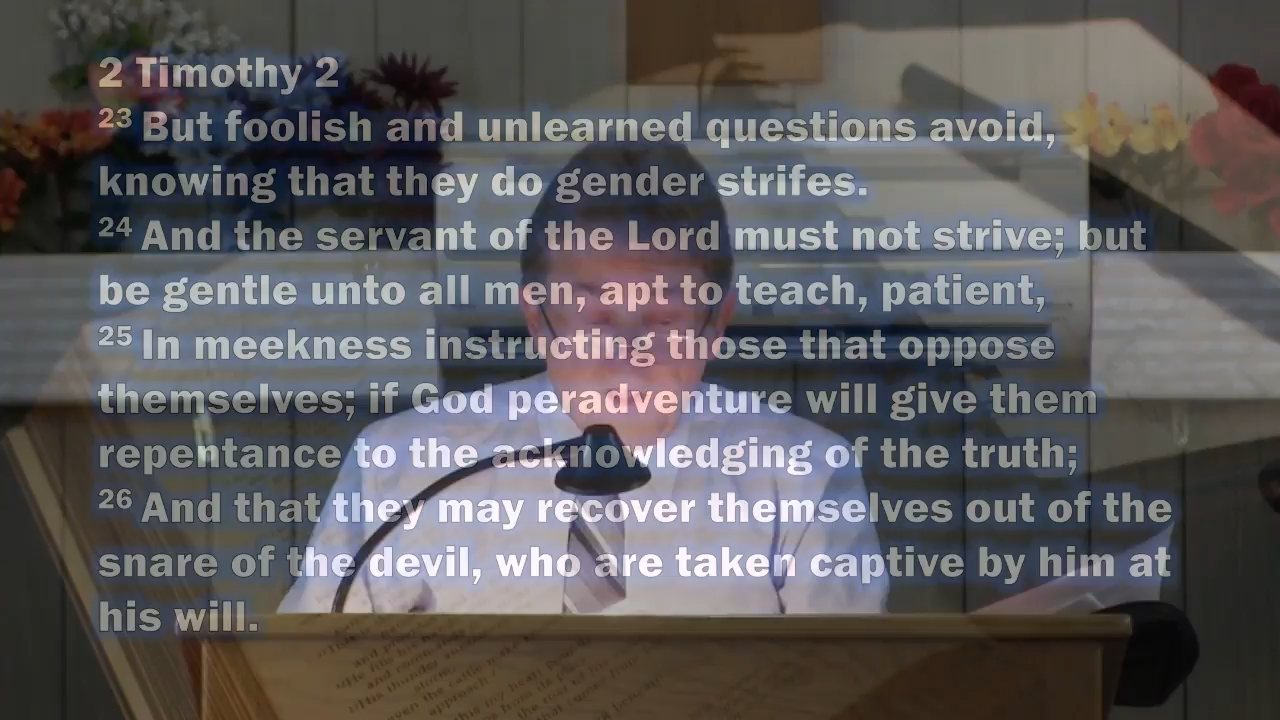 2 Timothy 2
23 But foolish and unlearned questions avoid,
knowing that they do gender strifes.
24 And the servant of the Lord must not strive; but
be gentle unto all men, apt to teach, patient,
25 In meekness instructing those that oppose
themselves; if God peradventure will give them
repentance to the acknowledging of the truth;
26 And that they may recover themselves out of the
snare of the devil, who are taken captive by him at
his will.